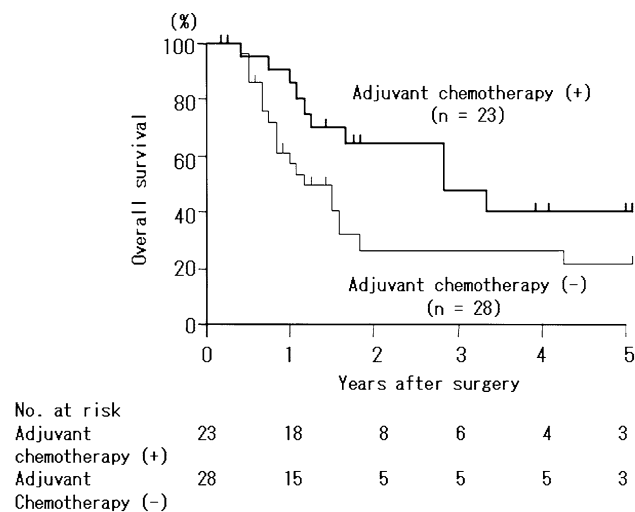 (%)
100
80
60
40
20
0
Overall survival
Adjuvant chemotherapy (+)
(n = 23)
Adjuvant chemotherapy (-)
(n = 28)
0 1 2 3 4 5
Years after surgery
No. at risk
Adjuvant
chemotherapy (+) 23 18 8 6 4 3
Adjuvant
Chemotherapy (-) 28 15 5 5 5 3